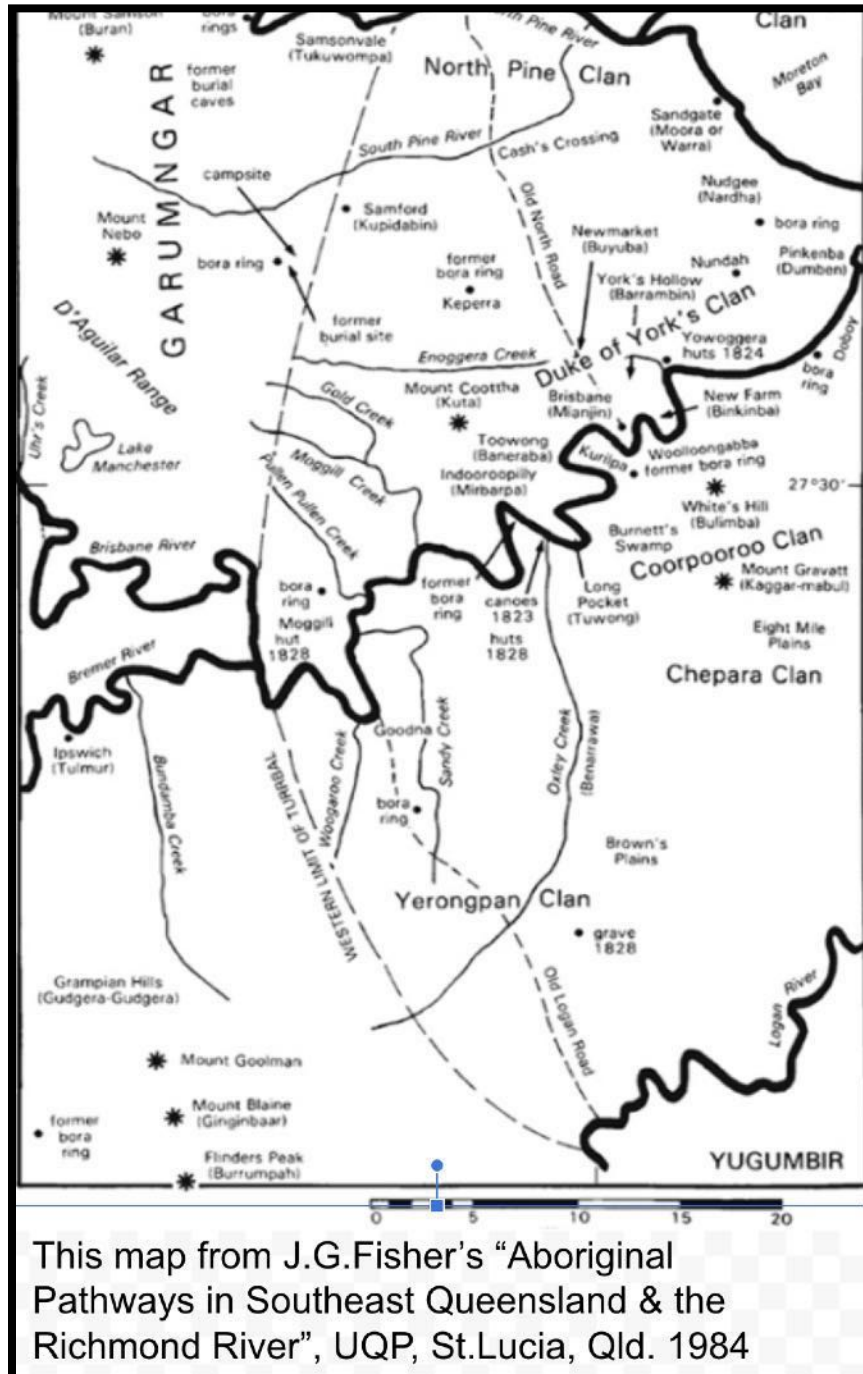 Mount Samson
(Buran)
bora
rings
Samsonvale
(Tukuwompa)
North Pine River
Clan
Moreton
Bay
former
burial
caves
North Pine Clan
GARUMNGAR
Sandgate
(Moora or
Warra)
South Pine River
Cash's Crossing
campsite
Nudgee
(Nardha)
Mount
Nebo
Samford
(Kupidabin)
Old North Road
Newmarket
(Buyuba)
bora ring
Pinkenba
(Dumben)
bora ring
former
bora ring
Keperra
York's Hollow
(Barrambin)
Nundah
D'Aguilar Range
former
burial site
Enoggera Creek
Duke of York's Clan
Yowoggera
huts 1824
Doboy
bora
ring
Uhr's Creek
Gold Creek
Mount Coottha
(Kuta)
Brisbane
(Mianjin)
New Farm
(Binkinba)
Lake
Manchester
Moggill Creek
Toowong
(Baneraba)
Kurilpa
Woolloongabba
former bora ring
Indooroopilly
(Mirbarpa)
27°30'
Pullen Pullen Creek
White's Hill
(Bulimba)
Burnett's
Swamp
Brisbane River
Coorpooroo Clan
bora
ring
former
bora
ring
canoes
1823
huts
1828
Long
Pocket
(Tuwong)
Mount Gravatt
(Kaggar-mabul)
Moggill
hut
1828
Eight Mile
Plains
Bremer River
Chepara Clan
Goodna
Sandy Creek
Oxley Creek
(Benarrawa)
Ipswich
(Tulmur)
Bundamba Creek
Woogaroo Creek
WESTERN LIMIT OF TURRBAL
bora
ring
Brown's
Plains
Yerongpan Clan
grave
1828
Grampian Hills
(Gudgera-Gudgera)
Old Logan Road
Logan River
Mount Goolman
Mount Blaine
(Ginginbaar)
former
bora
ring
Flinders Peak
(Burrumpah)
YUGUMBIR
0 5 10 15 20
This map from J.G.Fisher's “Aboriginal
Pathways in Southeast Queensland & the
Richmond River”, UQP, St.Lucia, Qld. 1984